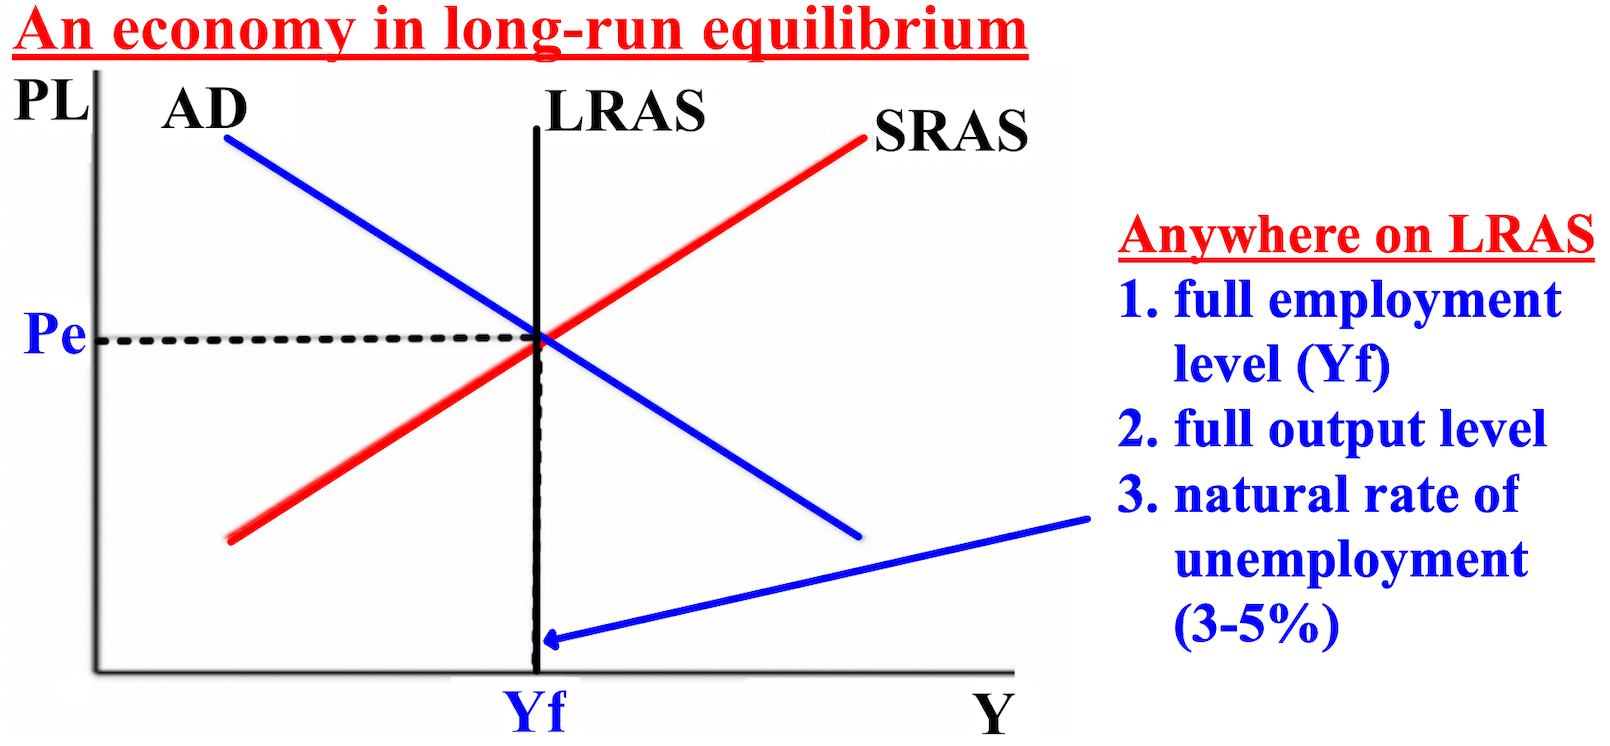 An economy in long-run equilibrium
PL
AD
LRAS
SRAS
Pe
Yf
Y
Anywhere on LRAS
1. full employment
level (Yf)
2. full output level
3. natural rate of
unemployment
(3-5%)